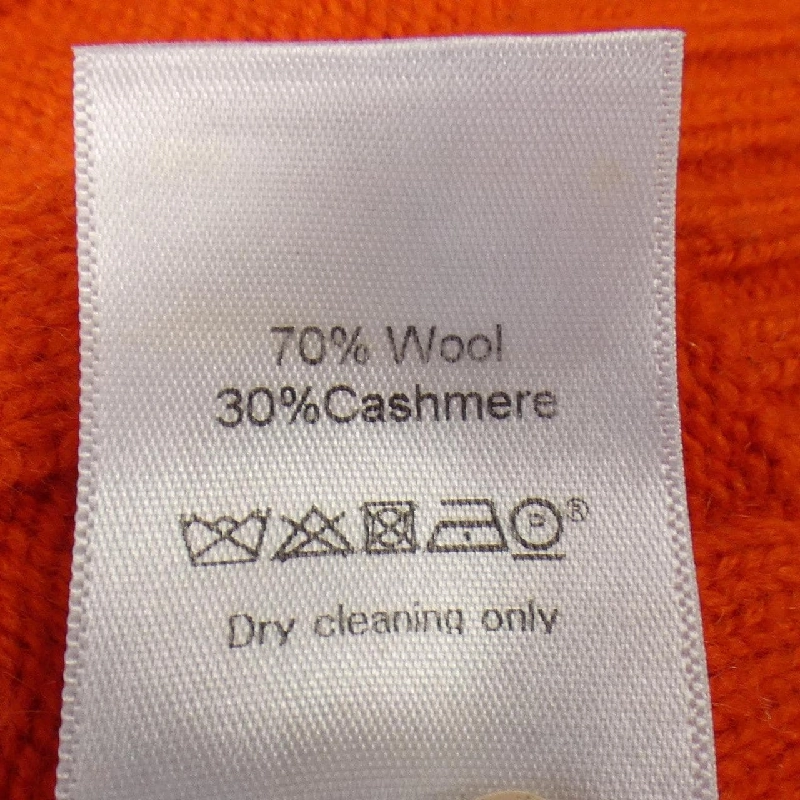 70% Wool
30%Cashmere
P®
Dry cleaning only